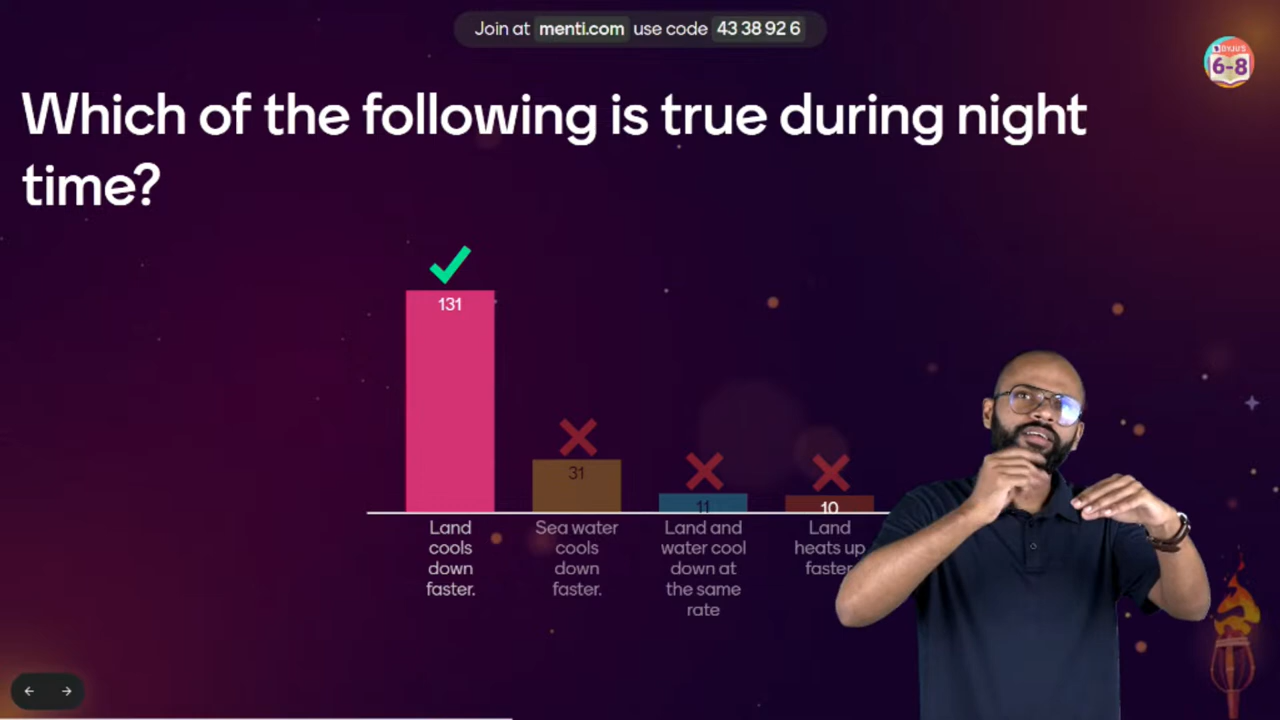 Join at menti.com use code 43 38 92 6
BYJU'S
6-8
Which of the following is true during night
time?
131
31
11
10
Land
cools
down
faster.
Sea water
cools
down
faster.
Land and
water cool
down at
the same
rate
Land
heats up
faster